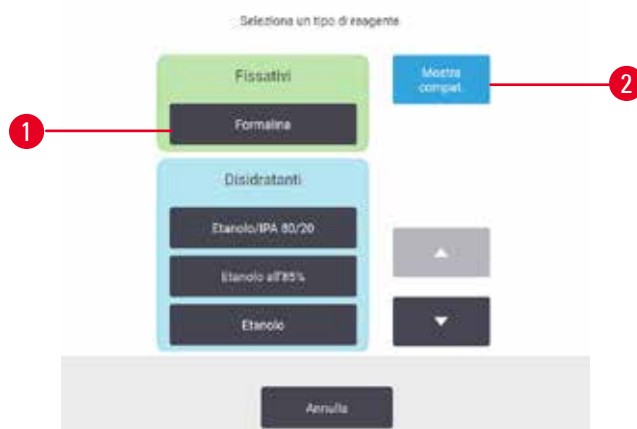 Seleziona un tipo di reagente
Fissativi
Mostra
compat.
2
1
Formalina
Disidratanti
Etanolo/IPA 80/20
Etanolo all'85%
Etanolo
Annulla